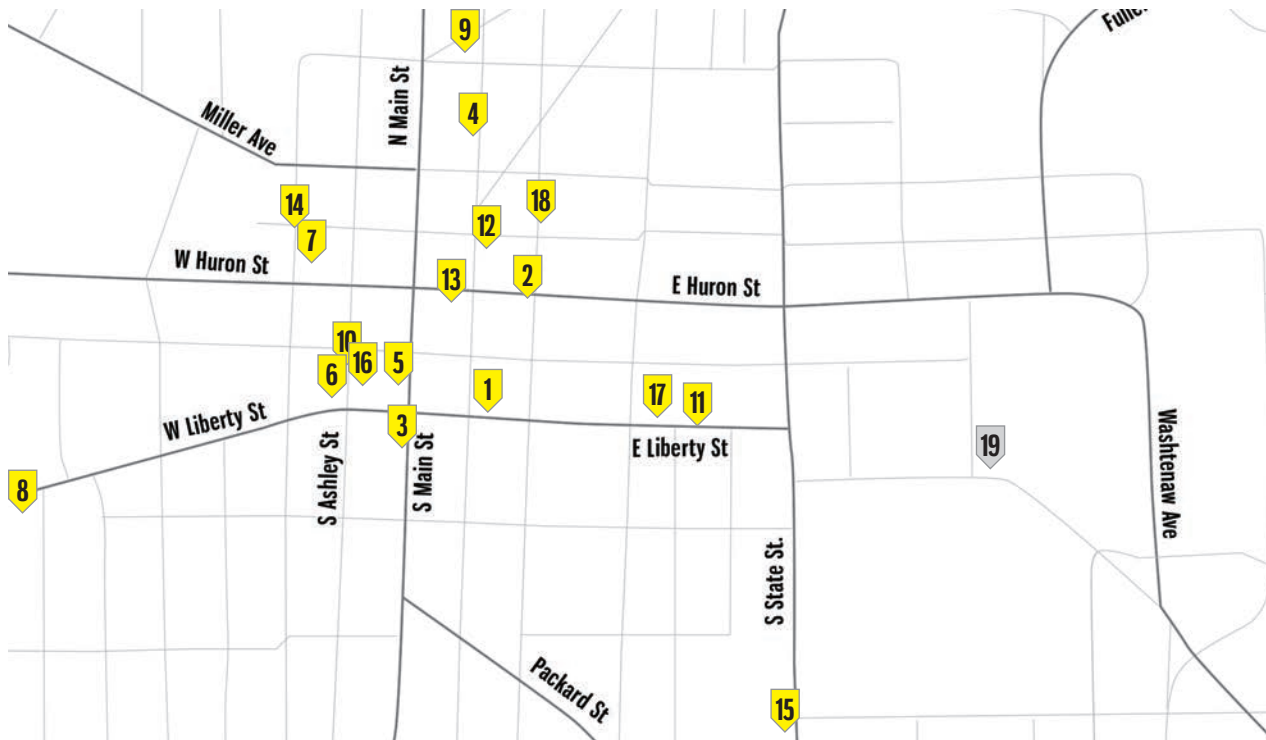 9
Fuller
N Main St
4
Miller Ave
14
18
12
7
W Huron St
13
2
E Huron St
10
16
5
6
1
17
11
3
W Liberty St
E Liberty St
S Ashley St
S Main St
8
19
Washtenaw Ave
S State St.
Packard St
15